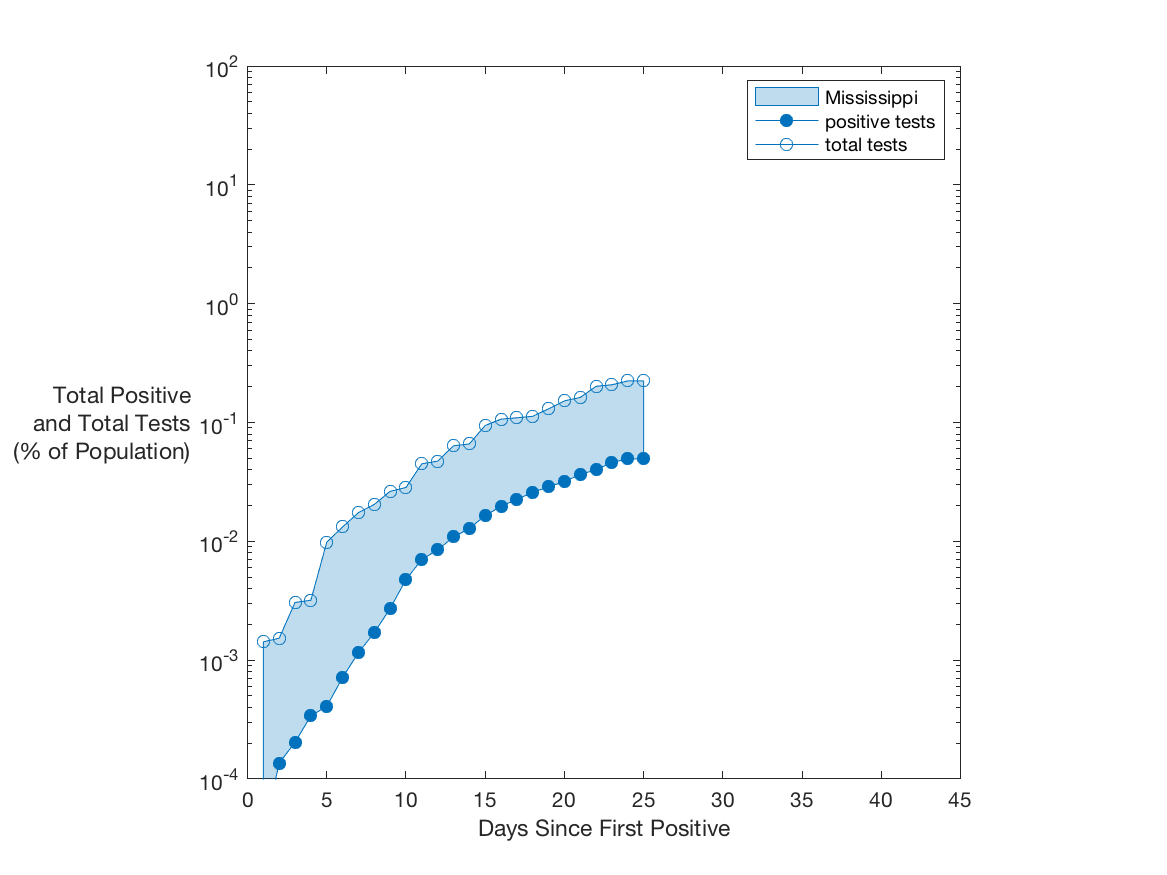 10^2
10^1
10^0
10^-1
10^-2
10^-3
10^-4
Mississippi
positive tests
total tests
Total Positive
and Total Tests
(% of Population)
0 5 10 15 20 25 30 35 40 45
Days Since First Positive